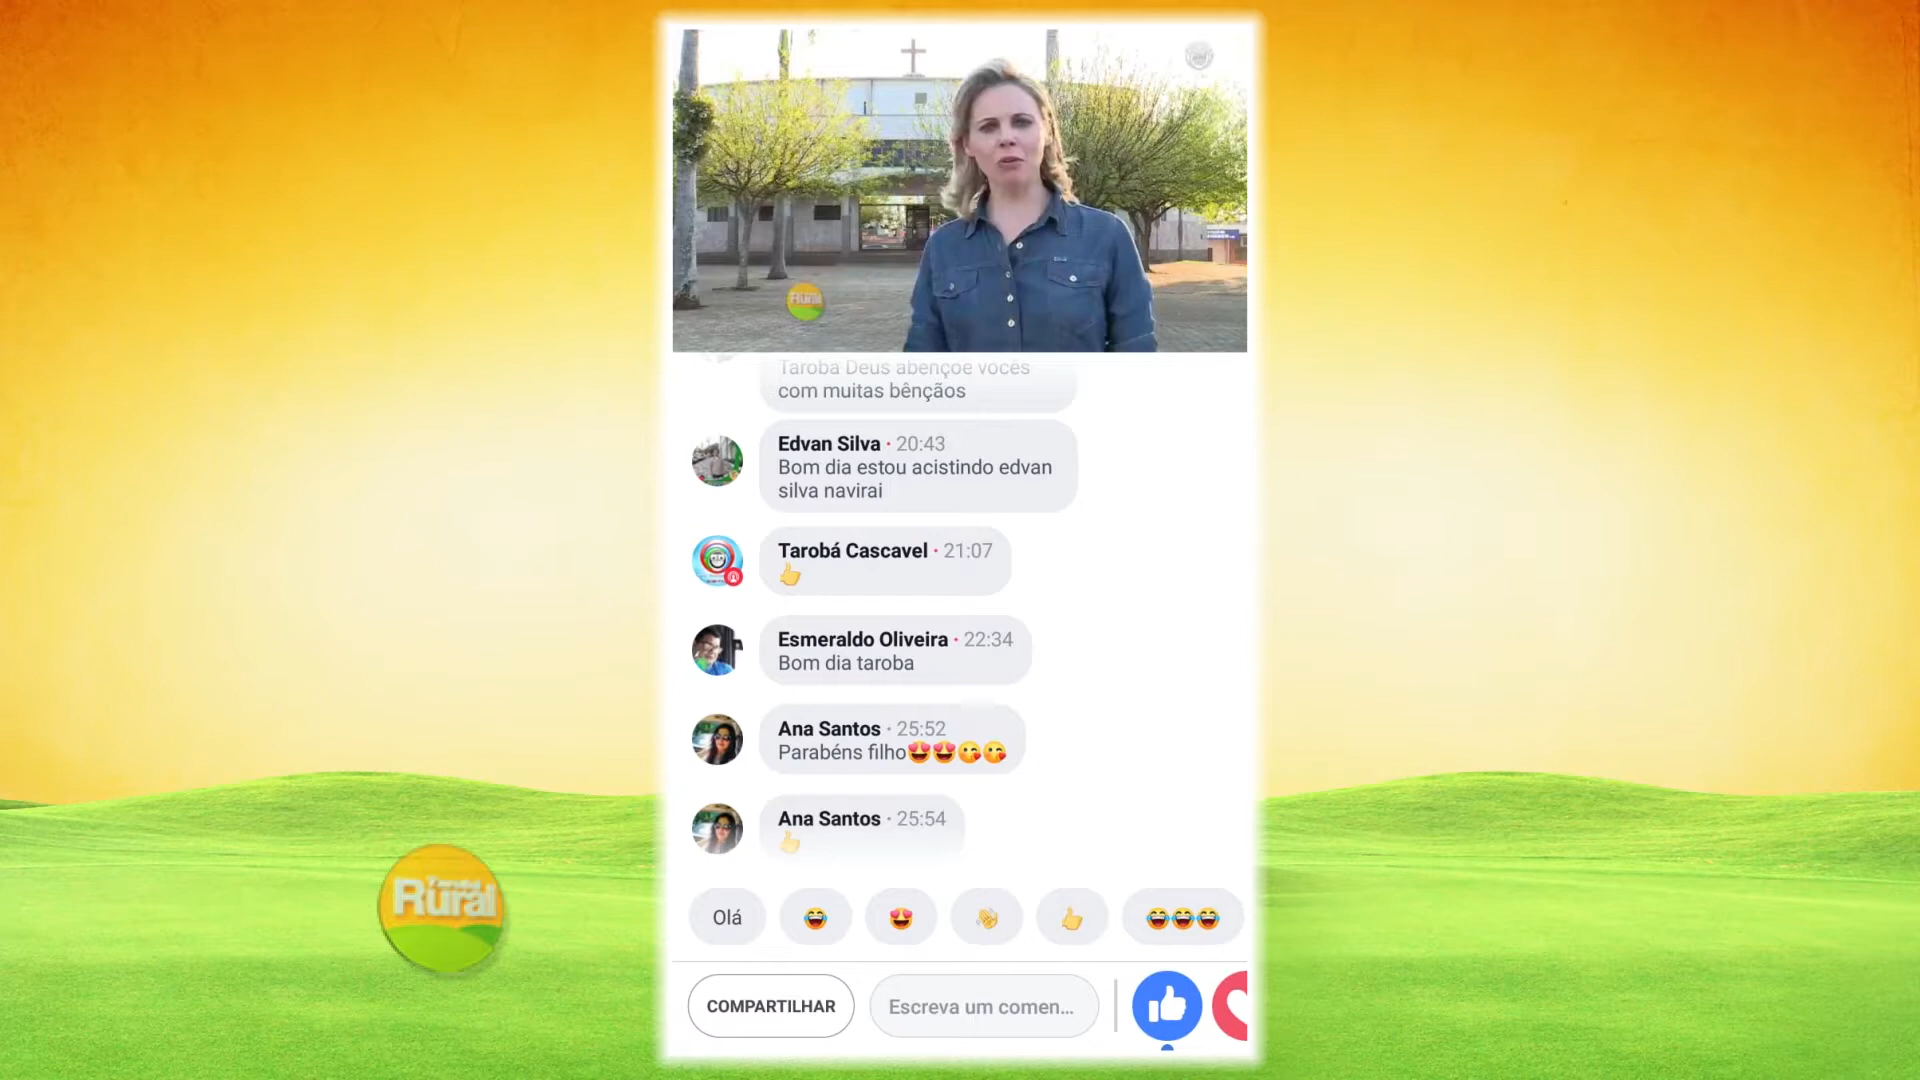 Rural
Taroba Deus abençoe vocês
com muitas bênçãos
Edvan Silva · 20:43
Bom dia estou acistindo edvan
silva navirai
Tarobá Cascavel · 21:07
👍
Esmeraldo Oliveira · 22:34
Bom dia taroba
Ana Santos · 25:52
Parabéns filho😍😍😘😘
Ana Santos · 25:54
👍
Tarobá
Rural
Olá 😂 😍 👋 👍 😂😂😂
COMPARTILHAR Escreva um comen...